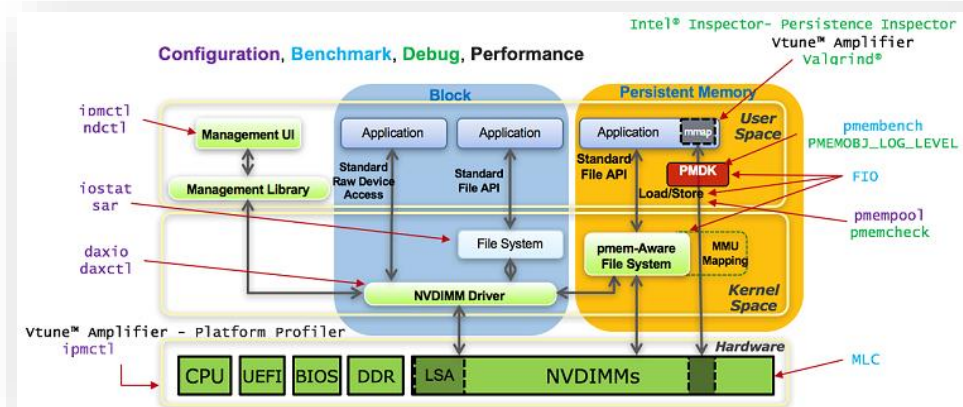 Intel® Inspector- Persistence Inspector
Vtune™ Amplifier
Valgrind®
Configuration, Benchmark, Debug, Performance
Block
Persistent Memory
ipmctl
ndctl
Management UI
Application
Application
Application
mmap
User
Space
pmembench
PMEMOBJ_LOG_LEVEL
Standard
Raw Device
Access
Standard
File API
Standard
File API
PMDK
Load/Store
FIO
Management Library
iostat
sar
pmempool
pmemcheck
File System
pmem-Aware
File System
MMU
Mapping
daxio
daxctl
NVDIMM Driver
Kernel
Space
Vtune™ Amplifier - Platform Profiler
ipmctl
Hardware
CPU
UEFI
BIOS
DDR
LSA
NVDIMMs
MLC